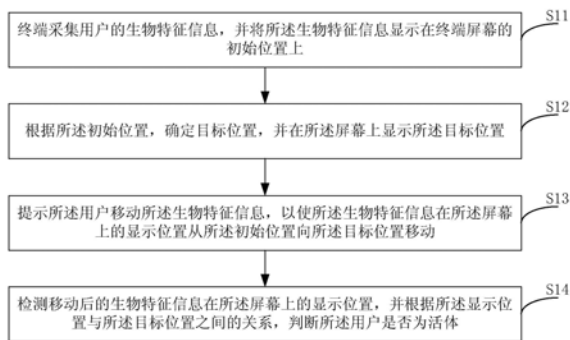 S11
终端采集用户的生物特征信息，并将所述生物特征信息显示在终端屏幕的
初始位置上
S12
根据所述初始位置，确定目标位置，并在所述屏幕上显示所述目标位置
S13
提示所述用户移动所述生物特征信息，以使所述生物特征信息在所述屏幕
上的显示位置从所述初始位置向所述目标位置移动
S14
检测移动后的生物特征信息在所述屏幕上的显示位置，并根据所述显示位
置与所述目标位置之间的关系，判断所述用户是否为活体